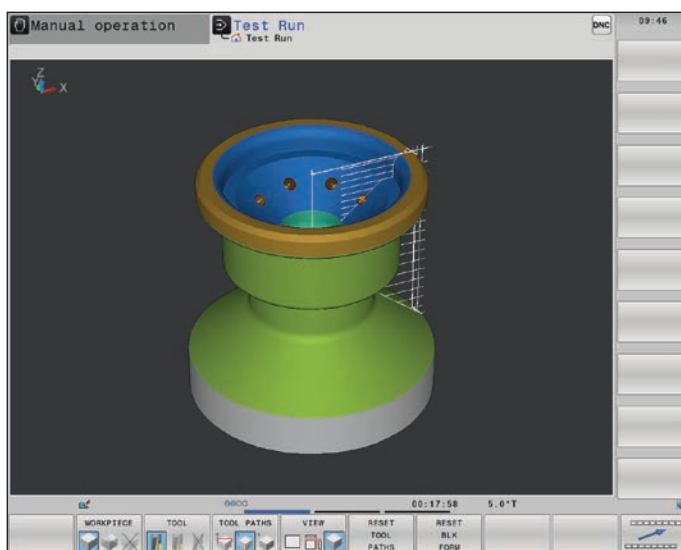 Manual operation
Test Run
Test Run
DNC
09:46
Z
Y
X
00:17:58 5.0°T
WORKPIECE
TOOL
TOOL PATHS
VIEW
RESET
TOOL
PATHS
RESET
BLK
FORM